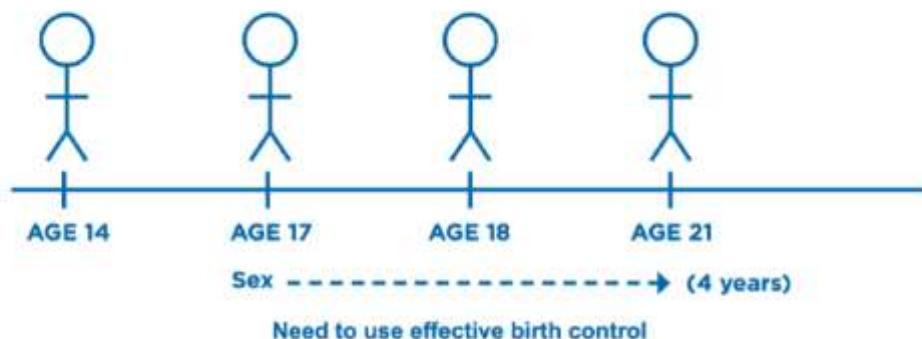 AGE 14 AGE 17 AGE 18 AGE 21
Sex (4 years)
Need to use effective birth control